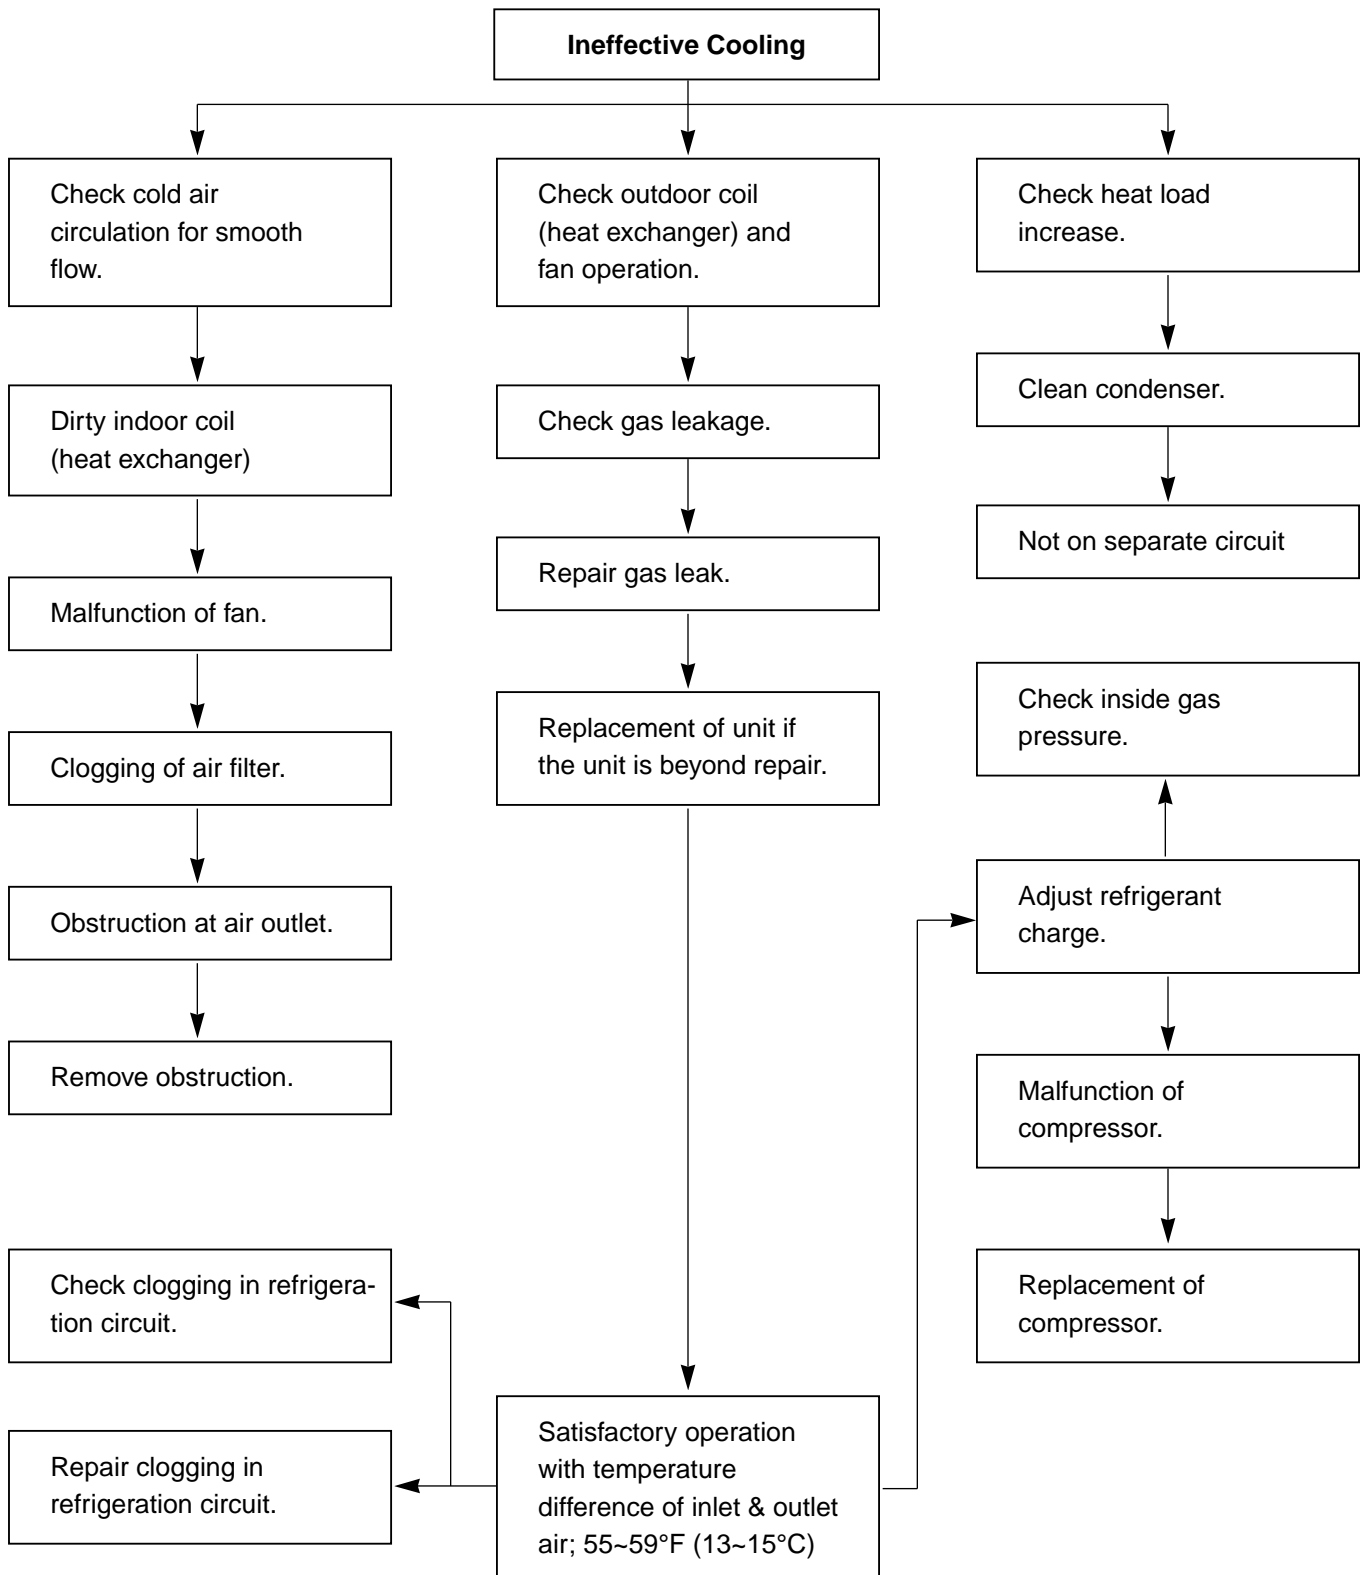 Ineffective Cooling
Check cold air
circulation for smooth
flow.
Dirty indoor coil
(heat exchanger)
Malfunction of fan.
Clogging of air filter.
Obstruction at air outlet.
Remove obstruction.
Check clogging in refrigera-
tion circuit.
Repair clogging in
refrigeration circuit.
Check outdoor coil
(heat exchanger) and
fan operation.
Check gas leakage.
Repair gas leak.
Replacement of unit if
the unit is beyond repair.
Satisfactory operation
with temperature
difference of inlet & outlet
air; 55~59°F (13~15°C)
Check heat load
increase.
Clean condenser.
Not on separate circuit
Check inside gas
pressure.
Adjust refrigerant
charge.
Malfunction of
compressor.
Replacement of
compressor.